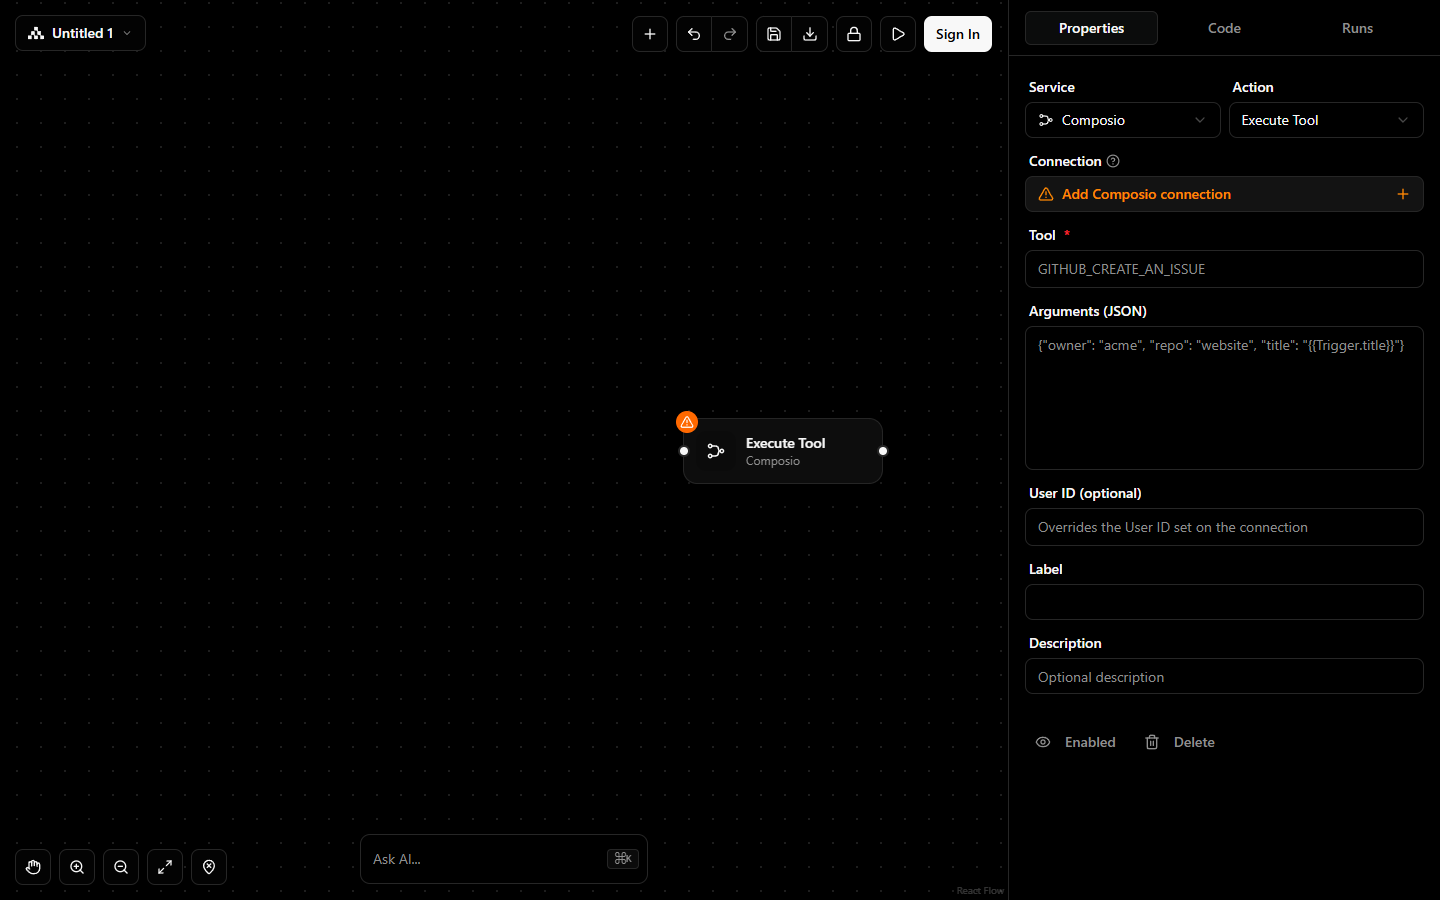 Untitled 1
Sign In
Properties
Code
Runs
Service
Action
Composio
Execute Tool
Connection
Add Composio connection
Tool *
GITHUB_CREATE_AN_ISSUE
Arguments (JSON)
{"owner": "acme", "repo": "website", "title": "{{Trigger.title}}"}
Execute Tool
Composio
User ID (optional)
Overrides the User ID set on the connection
Label
Description
Optional description
Enabled
Delete
Ask AI...
⌘K
React Flow